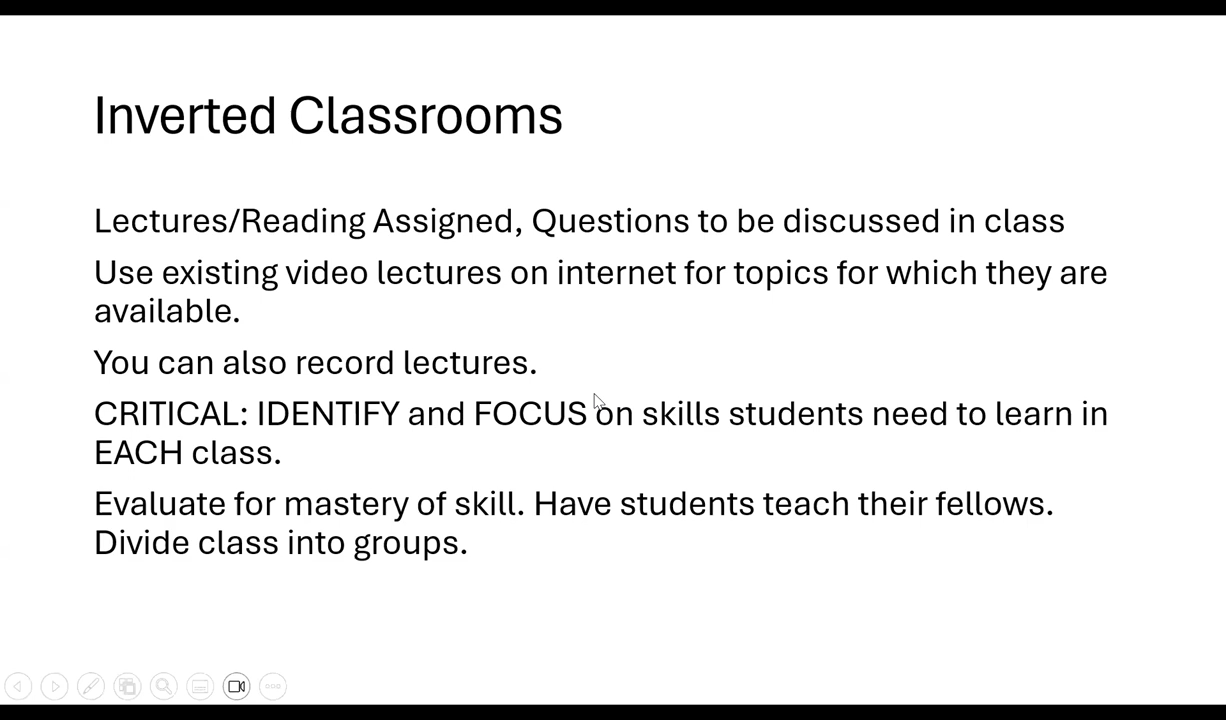 Inverted Classrooms
Lectures/Reading Assigned, Questions to be discussed in class
Use existing video lectures on internet for topics for which they are
available.
You can also record lectures.
CRITICAL: IDENTIFY and FOCUS on skills students need to learn in
EACH class.
Evaluate for mastery of skill. Have students teach their fellows.
Divide class into groups.